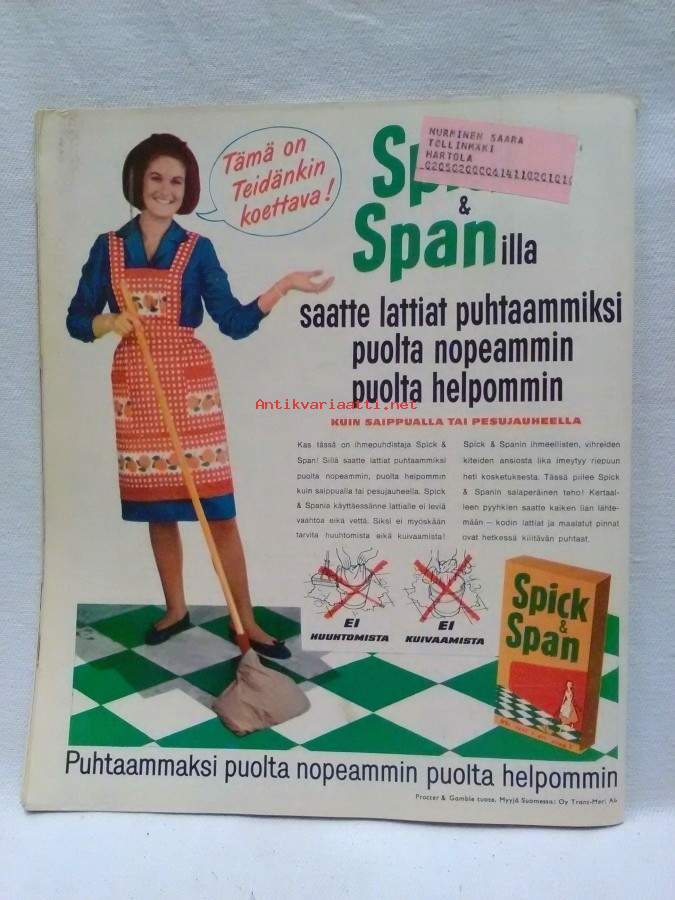 Tämä on
Teidänkin
koettava!
NURMINEN SAARA
TOLLINMÄKI
HARTOLA
&
Spanilla
saatte lattiat puhtaammiksi
puolta nopeammin
puolta helpommin
Antikvariaatti.net
KUIN SAIPPUALLA TAI PESUJAUHEELLA
Kas tässä on ihmepuhdistaja Spick &
Span! Sillä saatte lattiat puhtaammiksi
puolta nopeammin, puolta helpommin
kuin saippualla tai pesujauheella. Spick
& Spania käyttäessänne lattialle ei leviä
vaahtoa eikä vettä. Siksi ei myöskään
tarvita huuhtomista eikä kuivaamista!
Spick & Spanin ihmeellisten, vihreiden
kiteiden ansiosta lika imeytyy riepuun
heti kosketuksesta. Tässä piilee Spick
& Spanin salaperäinen teho! Kertaal-
leen pyyhkien saatte kaiken lian lähte-
mään – kodin lattiat ja maalatut pinnat
ovat hetkessä kiiltävän puhtaat.
EI
HUUHTOMISTA
EI
KUIVAAMISTA
Spick
&
Span
Puhtaammaksi puolta nopeammin puolta helpommin
Procter & Gamble tuote. Myyjä Suomessa: Oy Trans-Meri Ab